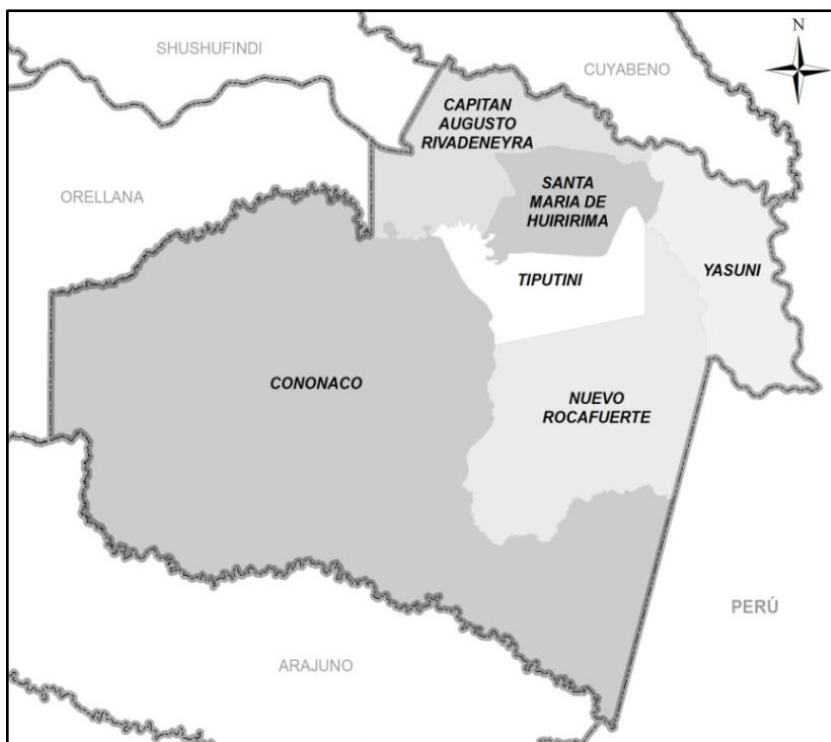 N
SHUSHUFINDI
CUYABENO
CAPITAN
AUGUSTO
RIVADENEYRA
ORELLANA
SANTA
MARIA DE
HUIRIRIMA
YASUNI
TIPUTINI
CONONACO
NUEVO
ROCAFUERTE
PERÚ
ARAJUNO